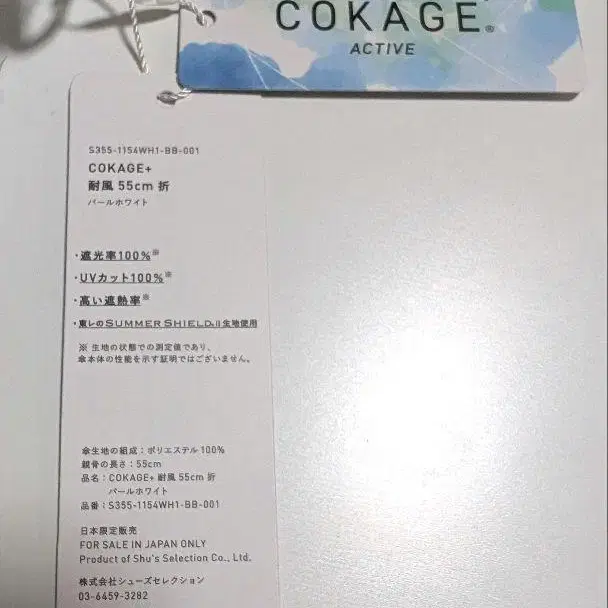 COKAGE®
ACTIVE
S355-1154WH1-BB-001
COKAGE+
耐風 55cm 折
パールホワイト
・遮光率100%※
・UVカット100%※
・高い遮熱率※
・東レのSUMMER SHIELD®II生地使用
※ 生地の状態での測定値であり、
傘本体の性能を示す証明ではございません。
傘生地の組成：ポリエステル 100%
親骨の長さ：55cm
品名：COKAGE+ 耐風 55cm 折
パールホワイト
品番：S355-1154WH1-BB-001
日本限定販売
FOR SALE IN JAPAN ONLY
Product of Shu's Selection Co., Ltd.
株式会社シューズセレクション
03-6459-3282